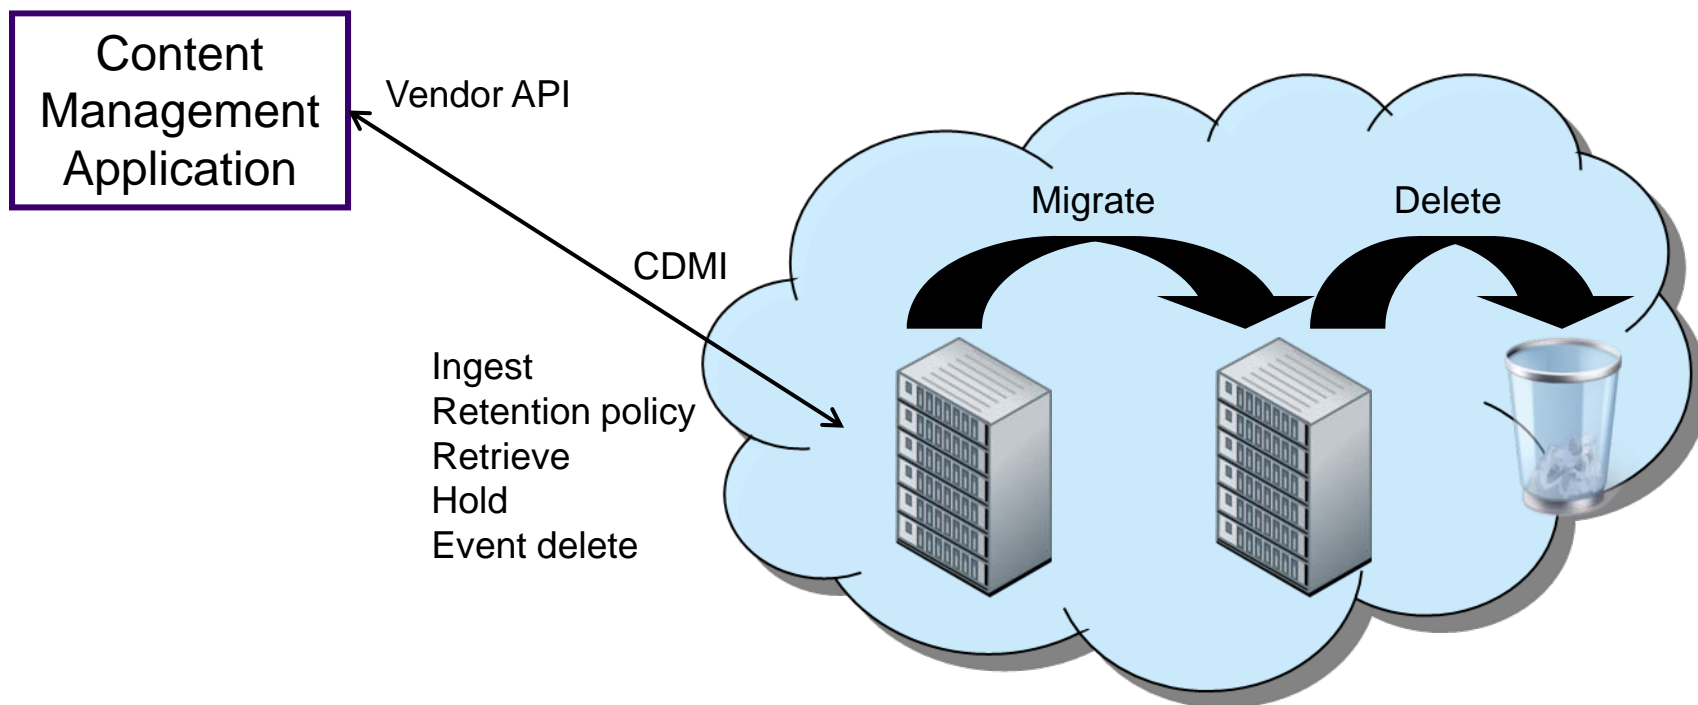 Content
Management
Application
Vendor API
CDMI
Ingest
Retention policy
Retrieve
Hold
Event delete
Migrate
Delete